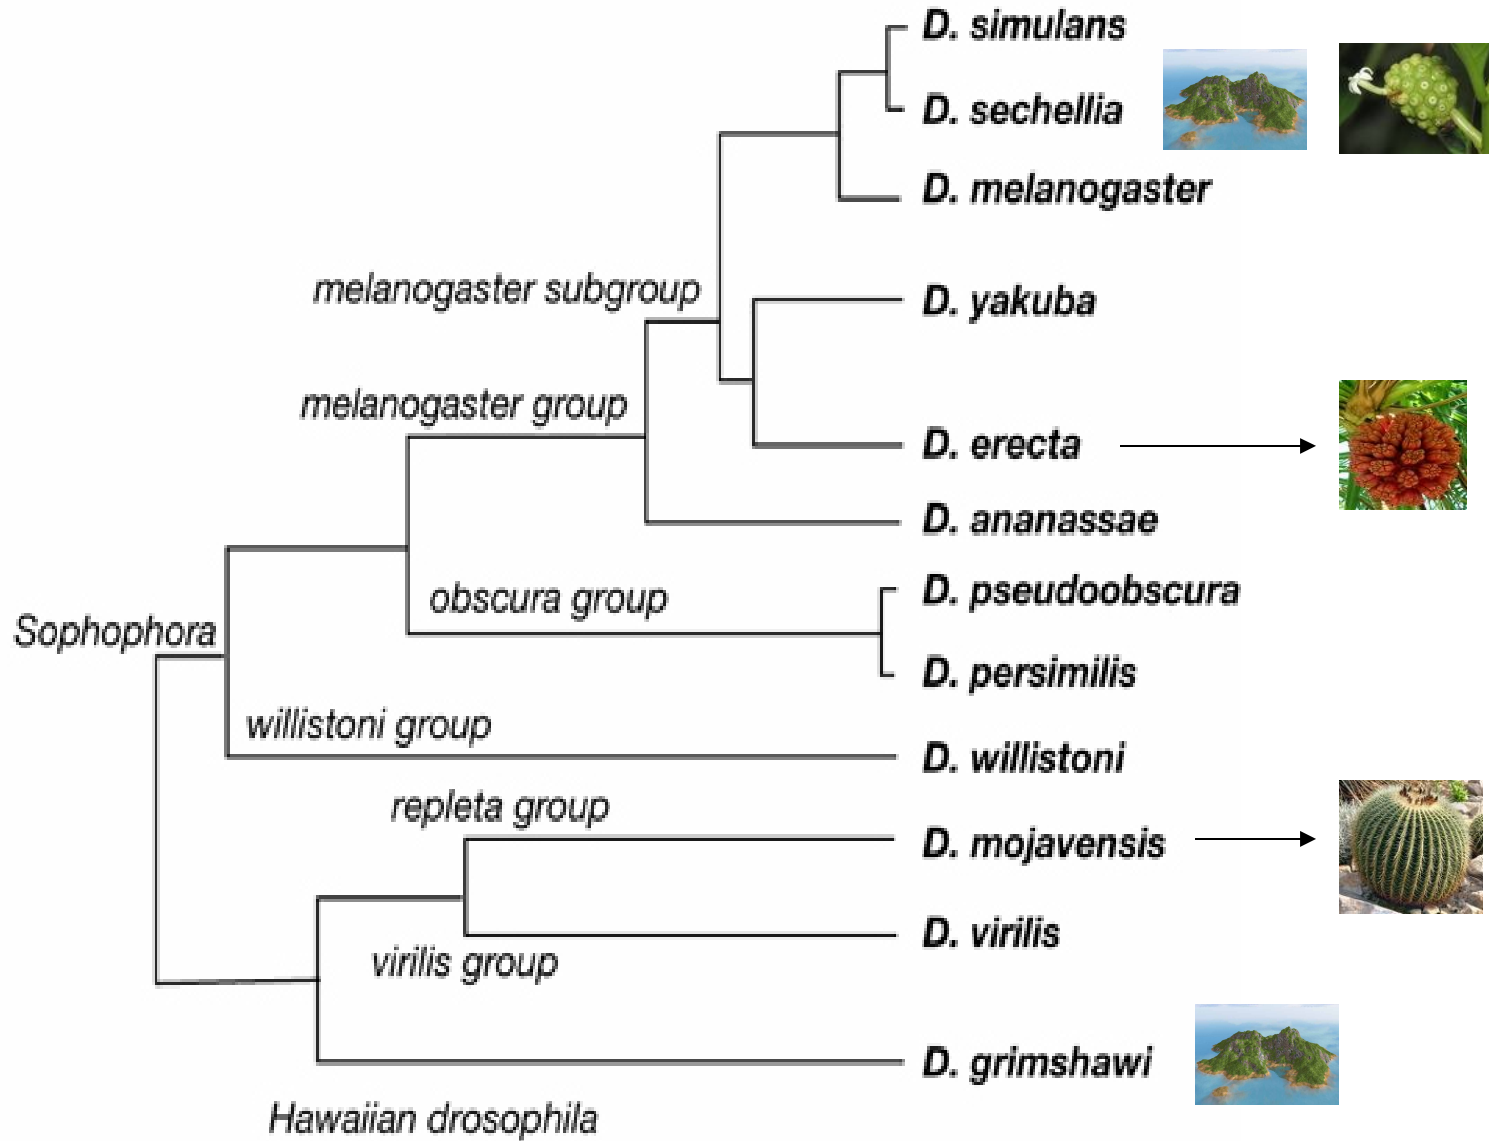 D. simulans
D. sechellia
D. melanogaster
melanogaster subgroup
D. yakuba
melanogaster group
D. erecta
D. ananassae
obscura group
D. pseudoobscura
Sophophora
D. persimilis
willistoni group
D. willistoni
repleta group
D. mojavensis
D. virilis
virilis group
D. grimshawi
Hawaiian drosophila